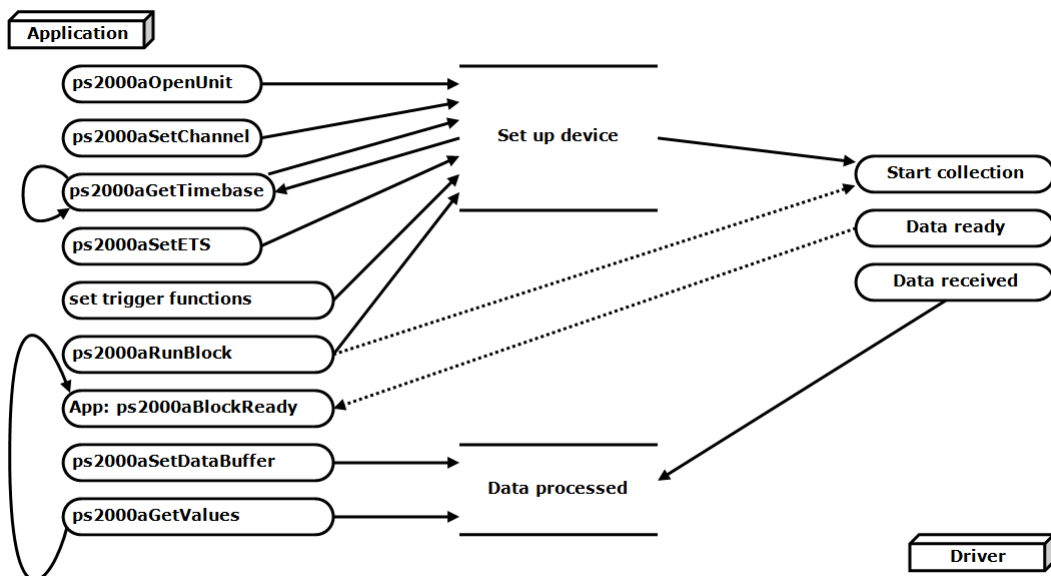 Application
ps2000aOpenUnit
ps2000aSetChannel
Set up device
ps2000aGetTimebase
Start collection
ps2000aSetETS
Data ready
set trigger functions
Data received
ps2000aRunBlock
App: ps2000aBlockReady
ps2000aSetDataBuffer
Data processed
ps2000aGetValues
Driver